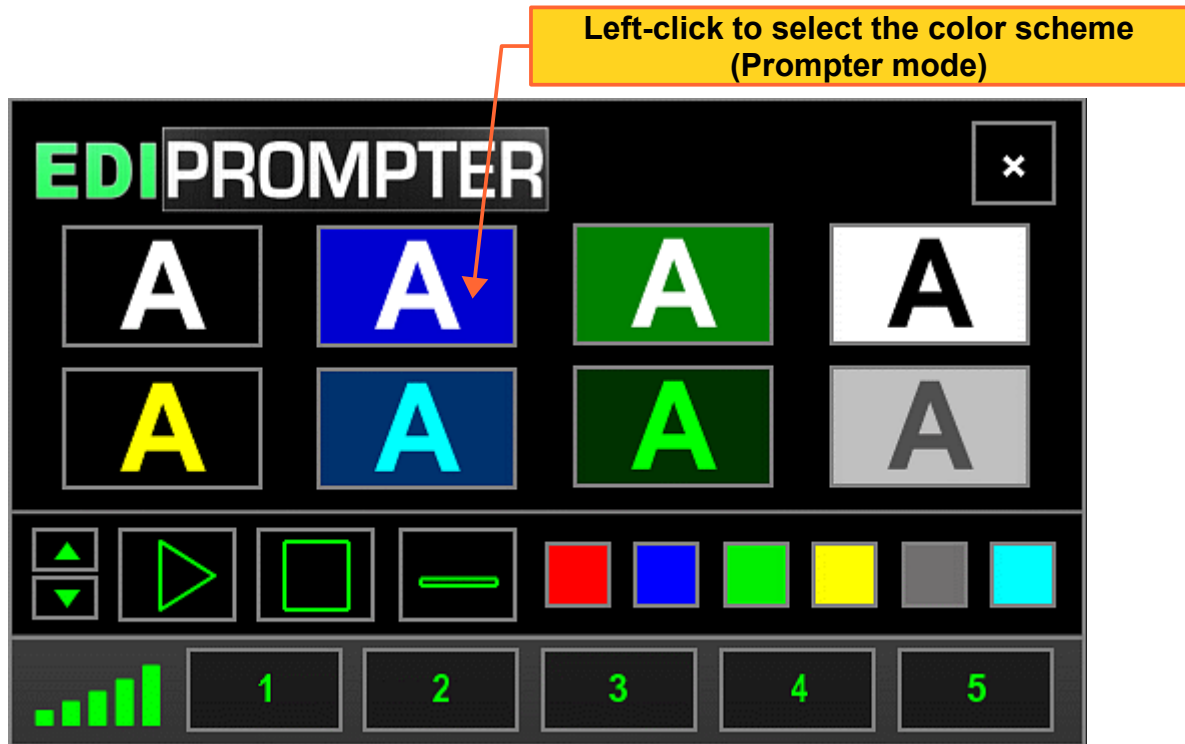 Left-click to select the color scheme
(Prompter mode)
EDIPROMPTER
×
A A A A
A A A A
1 2 3 4 5